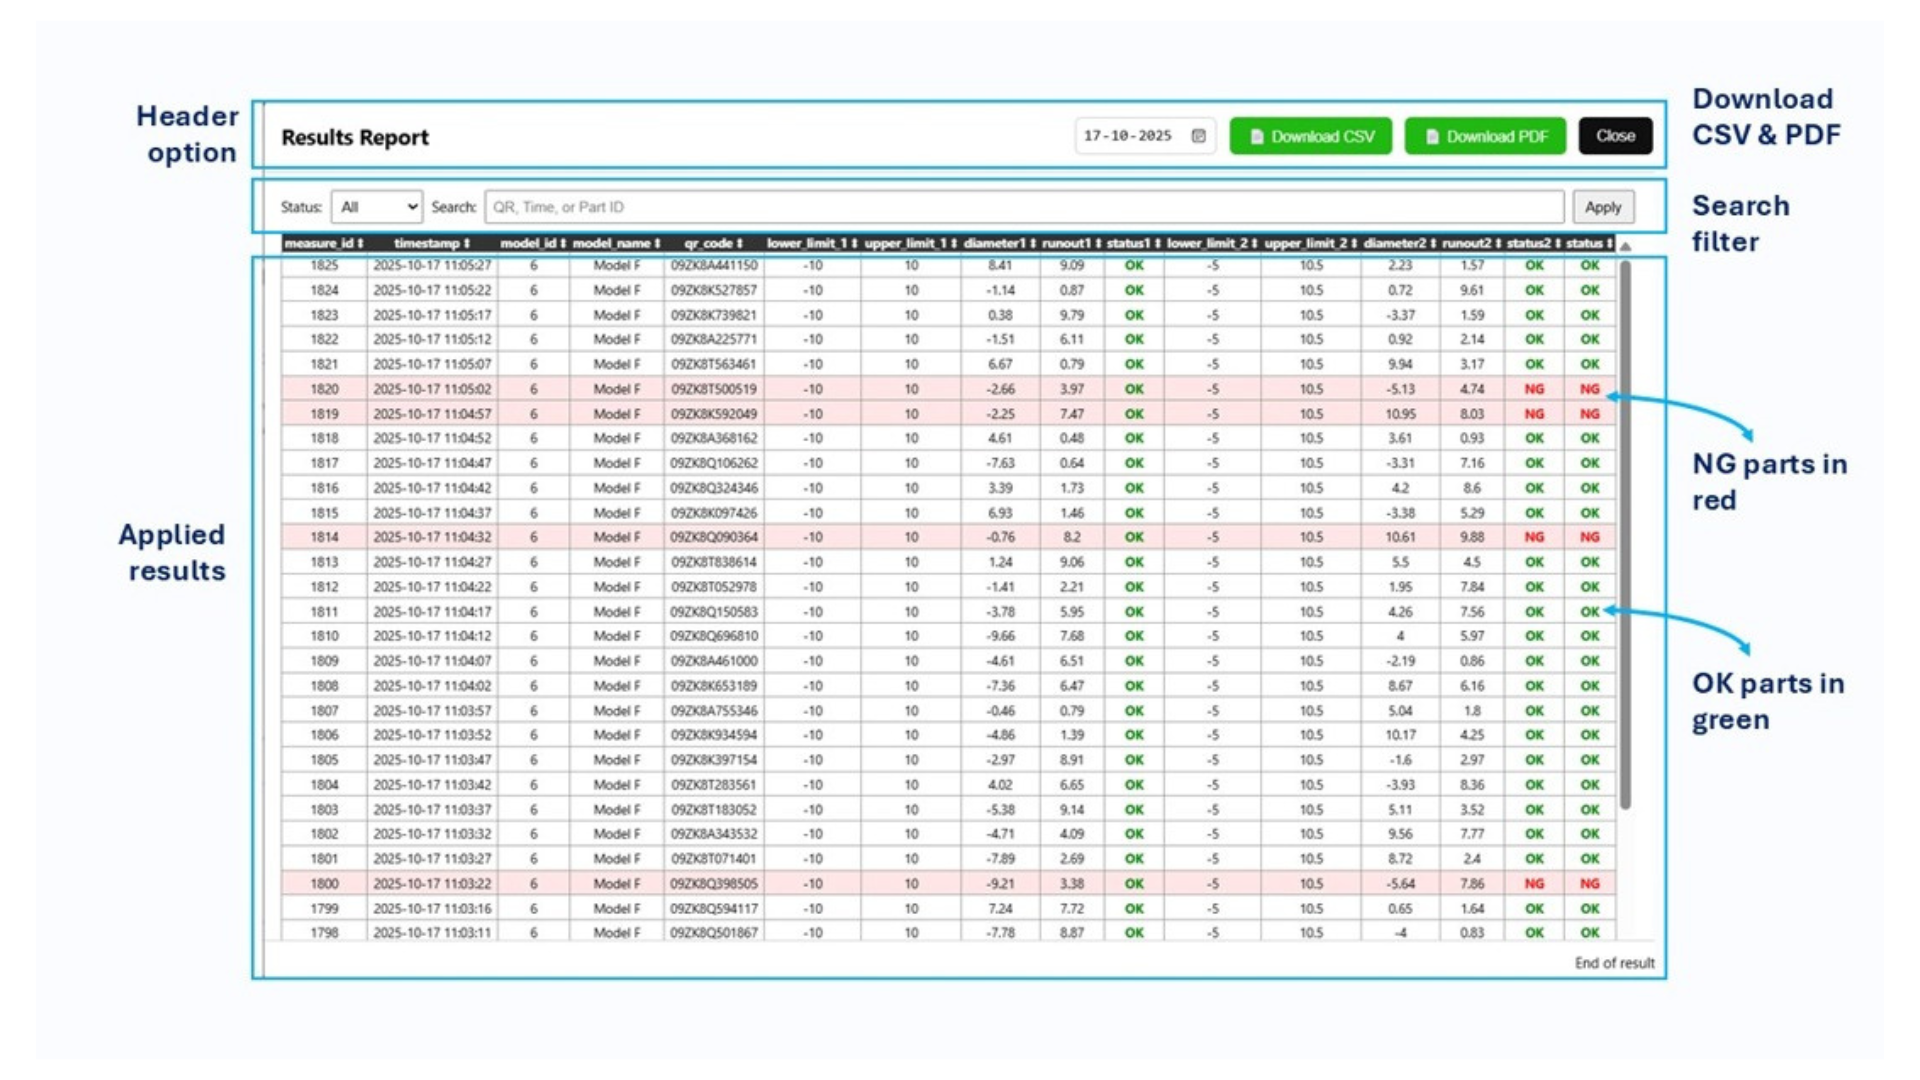 Header
option
Results Report
17-10-2025
Download CSV
Download PDF
Close
Download
CSV & PDF
Status: All Search: QR, Time, or Part ID Apply
Search
filter
measure_id timestamp model_id model_name qr_code lower_limit_1 upper_limit_1 diameter1 runout1 status1 lower_limit_2 upper_limit_2 diameter2 runout2 status2 status
1825 2025-10-17 11:05:27 6 Model F 09ZK8A441150 -10 10 8.41 9.09 OK -5 10.5 2.23 1.57 OK OK
1824 2025-10-17 11:05:22 6 Model F 09ZK8K527857 -10 10 -1.14 0.87 OK -5 10.5 0.72 9.61 OK OK
1823 2025-10-17 11:05:17 6 Model F 09ZK8K739821 -10 10 0.38 9.79 OK -5 10.5 -3.37 1.59 OK OK
1822 2025-10-17 11:05:12 6 Model F 09ZK8A225771 -10 10 -1.51 6.11 OK -5 10.5 0.92 2.14 OK OK
1821 2025-10-17 11:05:07 6 Model F 09ZK8T563461 -10 10 6.67 0.79 OK -5 10.5 9.94 3.17 OK OK
1820 2025-10-17 11:05:02 6 Model F 09ZK8T500519 -10 10 -2.66 3.97 OK -5 10.5 -5.13 4.74 NG NG
1819 2025-10-17 11:04:57 6 Model F 09ZK8K592049 -10 10 -2.25 7.47 OK -5 10.5 10.95 8.03 NG NG
1818 2025-10-17 11:04:52 6 Model F 09ZK8A368162 -10 10 4.61 0.48 OK -5 10.5 3.61 0.93 OK OK
1817 2025-10-17 11:04:47 6 Model F 09ZK8Q106262 -10 10 -7.63 0.64 OK -5 10.5 -3.31 7.16 OK OK
1816 2025-10-17 11:04:42 6 Model F 09ZK8Q324346 -10 10 3.39 1.73 OK -5 10.5 4.2 8.6 OK OK
1815 2025-10-17 11:04:37 6 Model F 09ZK8K097426 -10 10 6.93 1.46 OK -5 10.5 -3.38 5.29 OK OK
1814 2025-10-17 11:04:32 6 Model F 09ZK8Q090364 -10 10 -0.76 8.2 OK -5 10.5 10.61 9.88 NG NG
1813 2025-10-17 11:04:27 6 Model F 09ZK8T838614 -10 10 1.24 9.06 OK -5 10.5 5.5 4.5 OK OK
1812 2025-10-17 11:04:22 6 Model F 09ZK8T052978 -10 10 -1.41 2.21 OK -5 10.5 1.95 7.84 OK OK
1811 2025-10-17 11:04:17 6 Model F 09ZK8Q150583 -10 10 -3.78 5.95 OK -5 10.5 4.26 7.56 OK OK
1810 2025-10-17 11:04:12 6 Model F 09ZK8Q696810 -10 10 -9.66 7.68 OK -5 10.5 4 5.97 OK OK
1809 2025-10-17 11:04:07 6 Model F 09ZK8A461000 -10 10 -4.61 6.51 OK -5 10.5 -2.19 0.86 OK OK
1808 2025-10-17 11:04:02 6 Model F 09ZK8K653189 -10 10 -7.36 6.47 OK -5 10.5 8.67 6.16 OK OK
1807 2025-10-17 11:03:57 6 Model F 09ZK8A755346 -10 10 -0.46 0.79 OK -5 10.5 5.04 1.8 OK OK
1806 2025-10-17 11:03:52 6 Model F 09ZK8K934594 -10 10 -4.86 1.39 OK -5 10.5 10.17 4.25 OK OK
1805 2025-10-17 11:03:47 6 Model F 09ZK8K397154 -10 10 -2.97 8.91 OK -5 10.5 -1.6 2.97 OK OK
1804 2025-10-17 11:03:42 6 Model F 09ZK8T283561 -10 10 4.02 6.65 OK -5 10.5 -3.93 8.36 OK OK
1803 2025-10-17 11:03:37 6 Model F 09ZK8T183052 -10 10 -5.38 9.14 OK -5 10.5 5.11 3.52 OK OK
1802 2025-10-17 11:03:32 6 Model F 09ZK8A343532 -10 10 -4.71 4.09 OK -5 10.5 9.56 7.77 OK OK
1801 2025-10-17 11:03:27 6 Model F 09ZK8T071401 -10 10 -7.89 2.69 OK -5 10.5 8.72 2.4 OK OK
1800 2025-10-17 11:03:22 6 Model F 09ZK8Q398505 -10 10 -9.21 3.38 OK -5 10.5 -5.64 7.86 NG NG
1799 2025-10-17 11:03:16 6 Model F 09ZK8Q594117 -10 10 7.24 7.72 OK -5 10.5 0.65 1.64 OK OK
1798 2025-10-17 11:03:11 6 Model F 09ZK8Q501867 -10 10 -7.78 8.87 OK -5 10.5 -4 0.83 OK OK
End of result
Applied
results
NG parts in
red
OK parts in
green